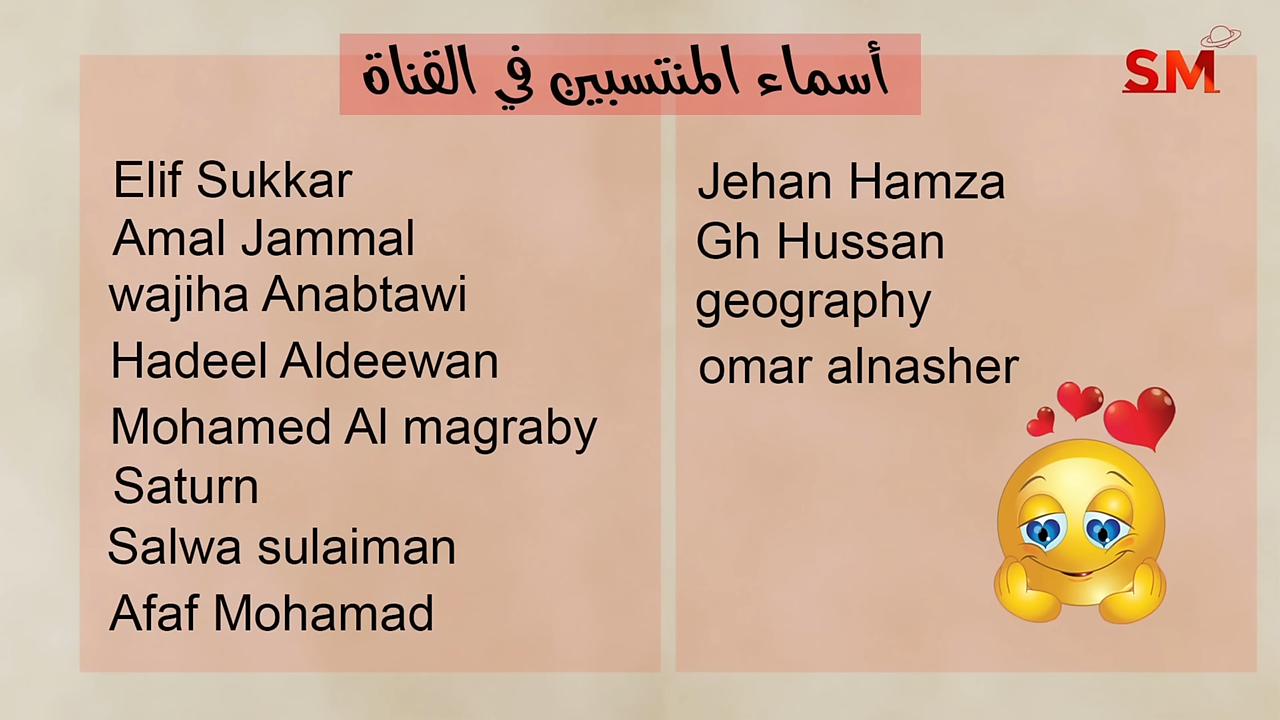 أسماء المنتسبين في القناة
SM
Elif Sukkar
Amal Jammal
wajiha Anabtawi
Hadeel Aldeewan
Mohamed Al magraby
Saturn
Salwa sulaiman
Afaf Mohamad
Jehan Hamza
Gh Hussan
geography
omar alnasher